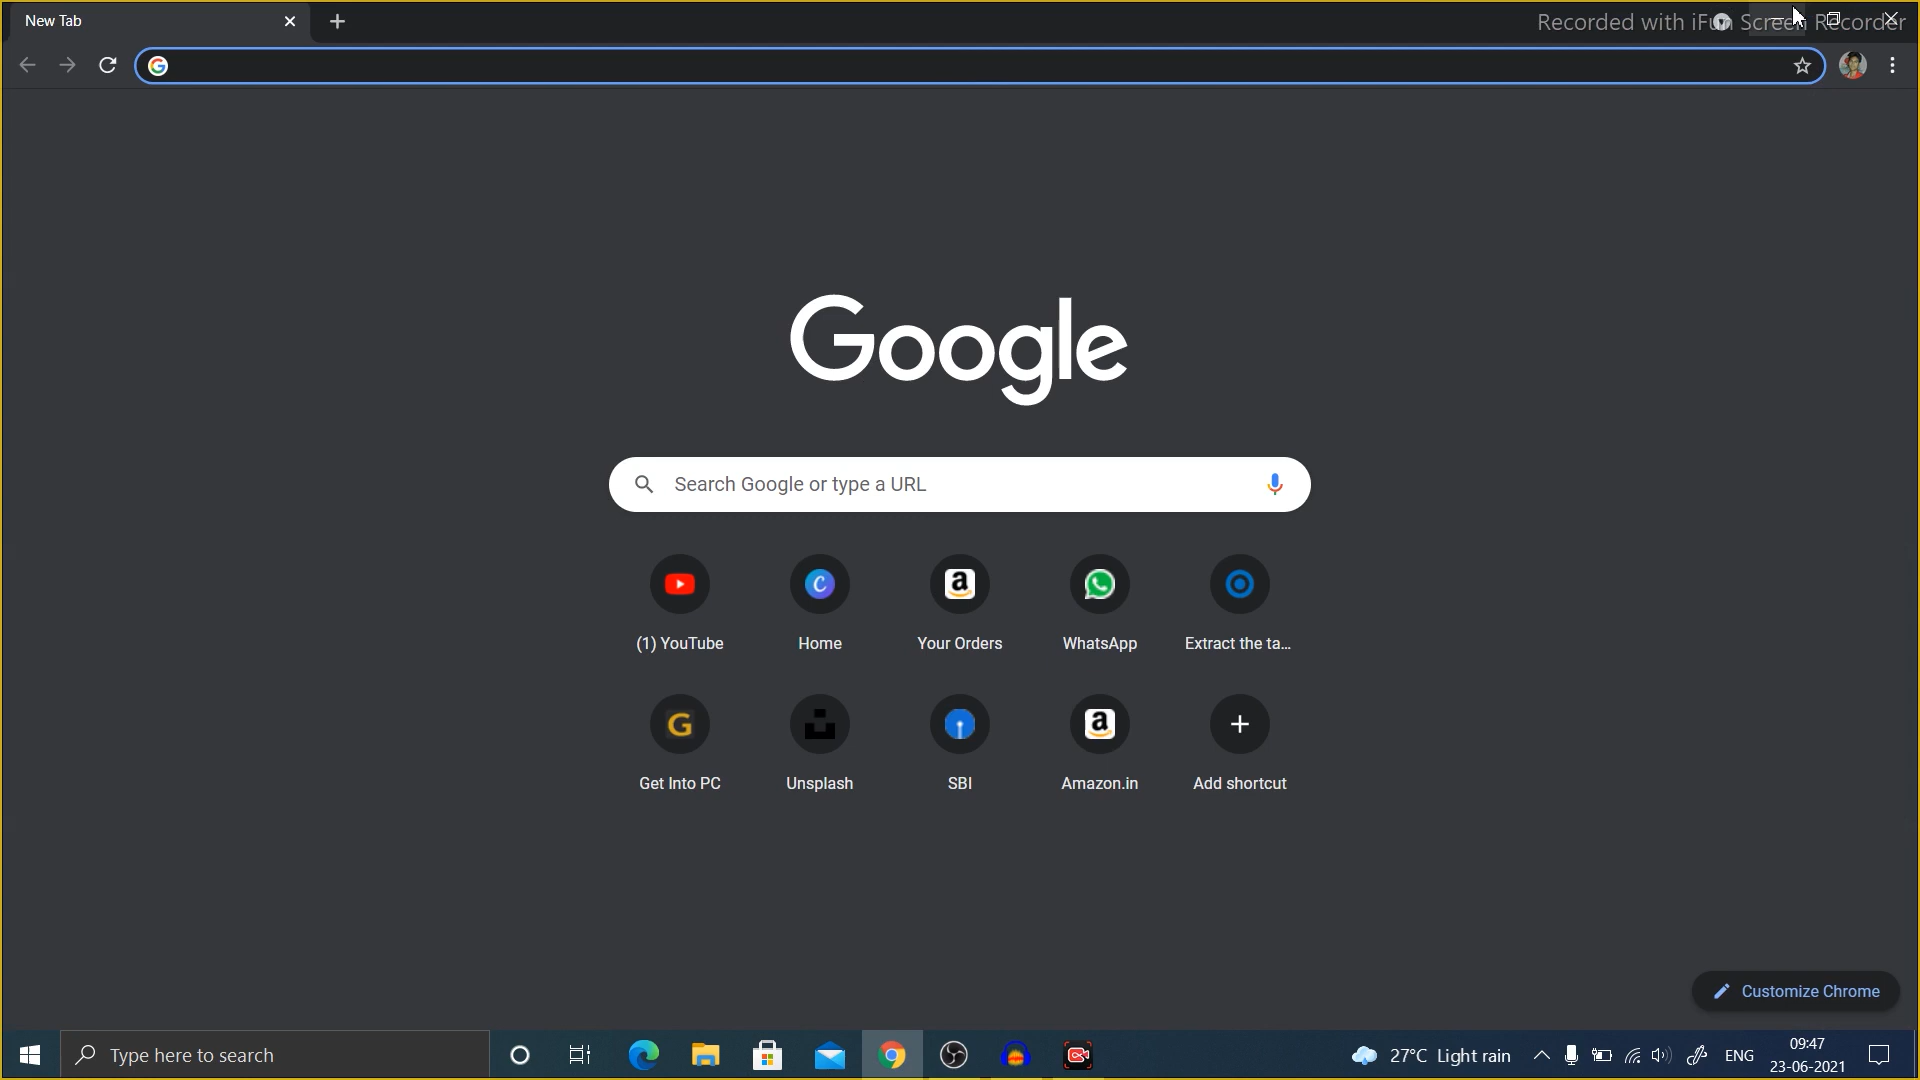 New Tab
Recorded with iFun Screen Recorder
Google
Search Google or type a URL
(1) YouTube
Home
Your Orders
WhatsApp
Extract the ta...
Get Into PC
Unsplash
SBI
Amazon.in
Add shortcut
Customize Chrome
Type here to search
27°C Light rain
ENG
09:47
23-06-2021